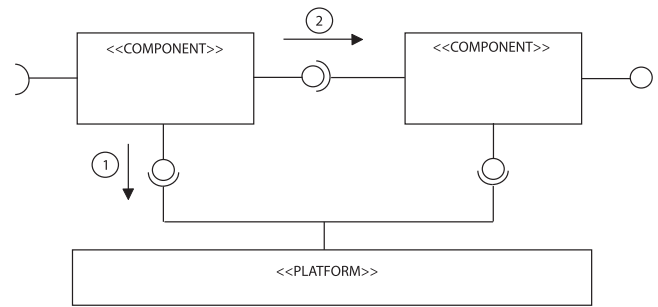 2
<<COMPONENT>>
<<COMPONENT>>
1
<<PLATFORM>>